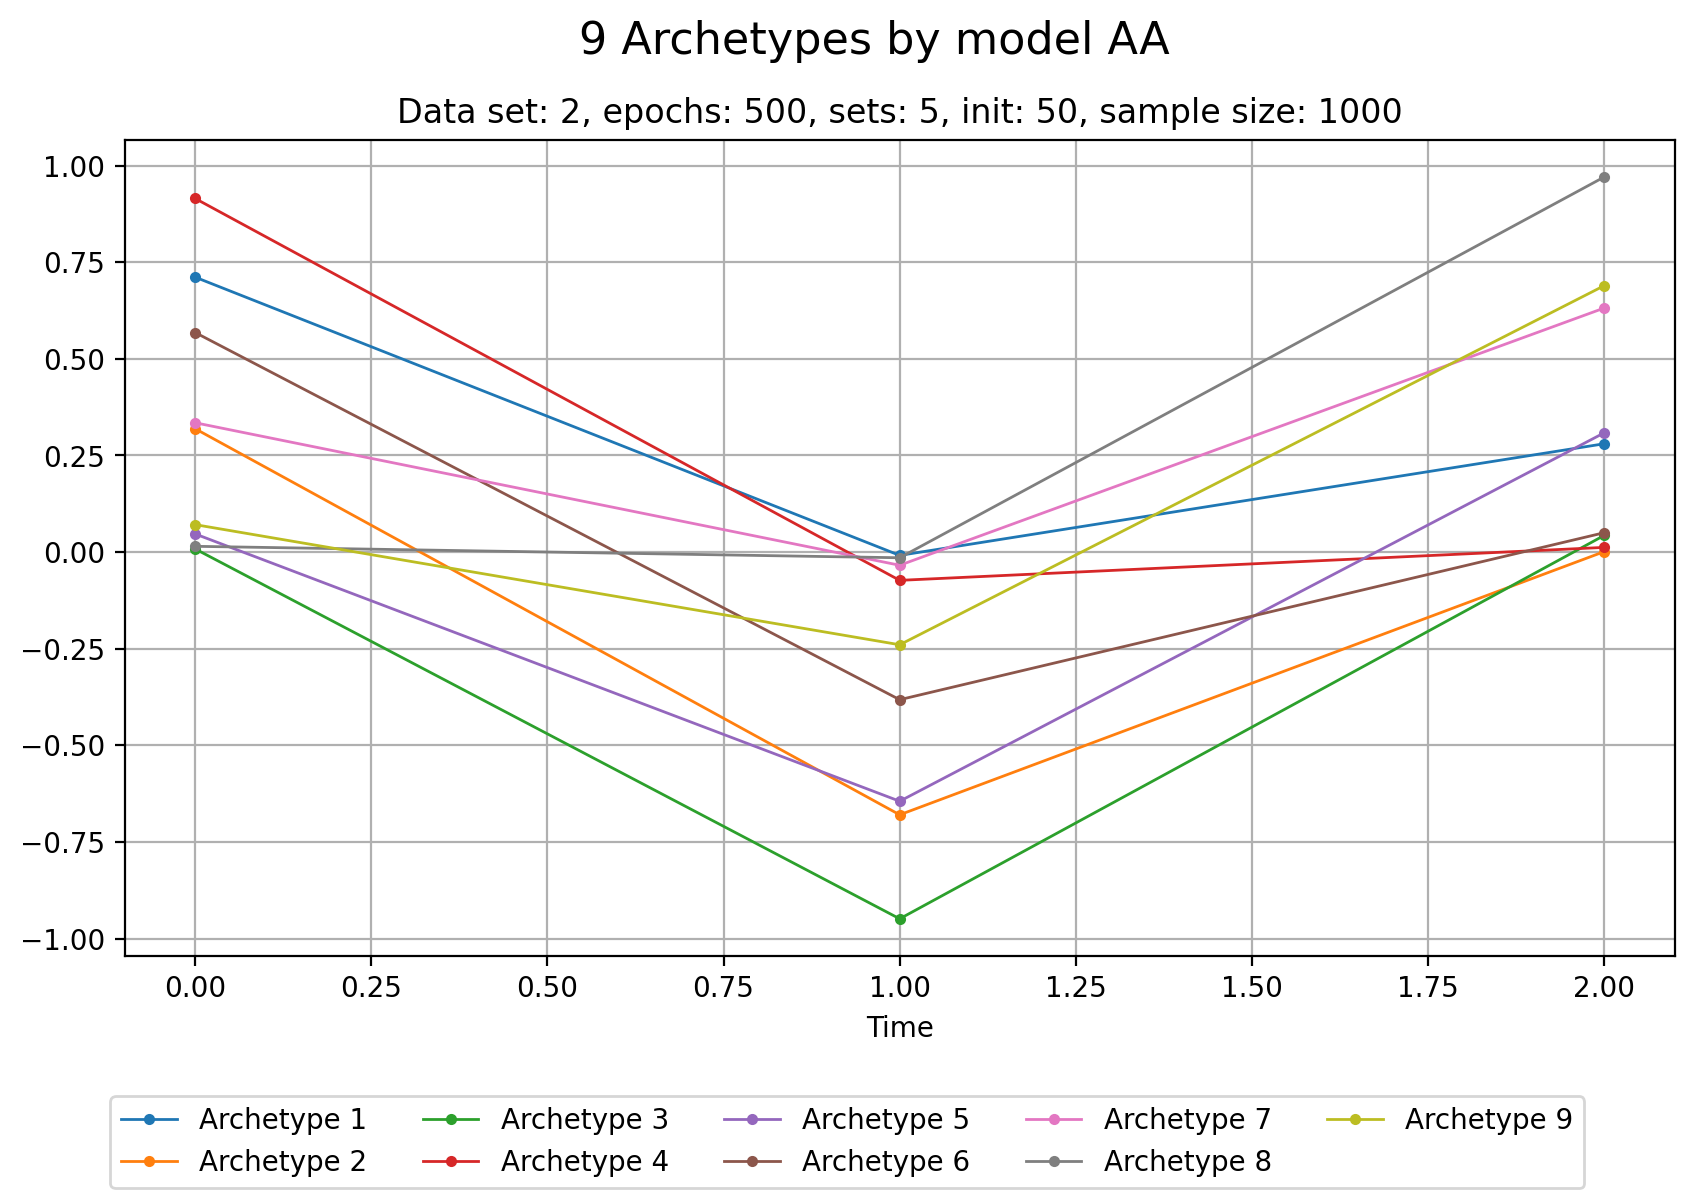 9 Archetypes by model AA
Data set: 2, epochs: 500, sets: 5, init: 50, sample size: 1000
1.00
0.75
0.50
0.25
0.00
−0.25
−0.50
−0.75
−1.00
0.00 0.25 0.50 0.75 1.00 1.25 1.50 1.75 2.00
Time
Archetype 1 Archetype 3 Archetype 5 Archetype 7 Archetype 9
Archetype 2 Archetype 4 Archetype 6 Archetype 8